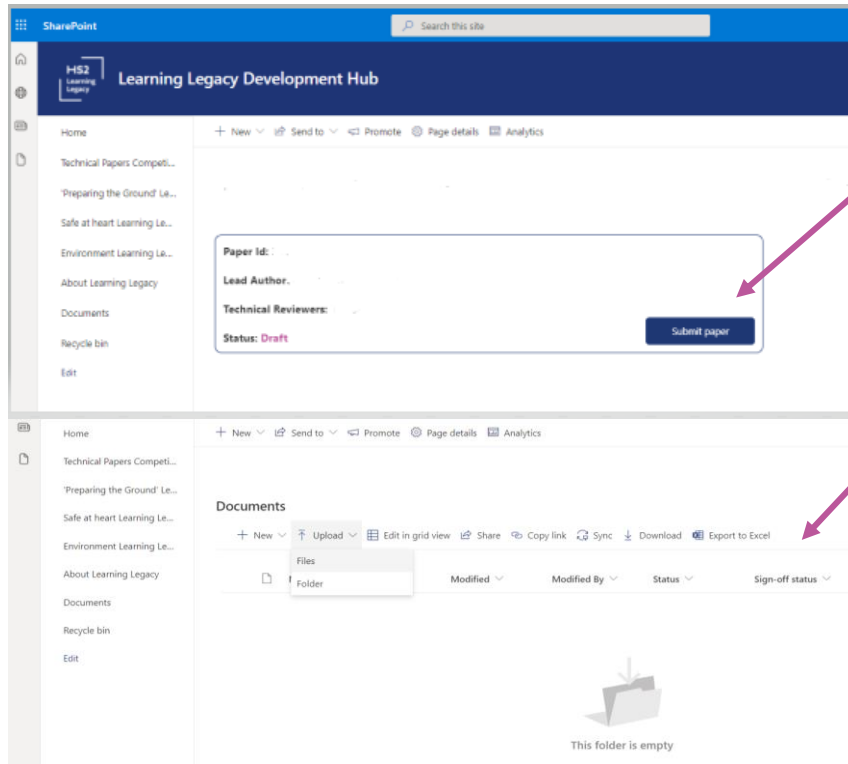 SharePoint
Search this site
HS2
Learning
Legacy
Learning Legacy Development Hub
Home
+ New Send to Promote Page details Analytics
Technical Papers Competi...
'Preparing the Ground' Le...
Safe at heart Learning Le...
Environment Learning Le...
About Learning Legacy
Documents
Recycle bin
Edit
Paper Id:
Lead Author.
Technical Reviewers:
Status: Draft
Submit paper
Home
+ New Send to Promote Page details Analytics
Technical Papers Competi...
'Preparing the Ground' Le...
Safe at heart Learning Le...
Environment Learning Le...
About Learning Legacy
Documents
Recycle bin
Edit
Documents
+ New Upload Edit in grid view Share Copy link Sync Download Export to Excel
Files
Folder
Modified Modified By Status Sign-off status
This folder is empty